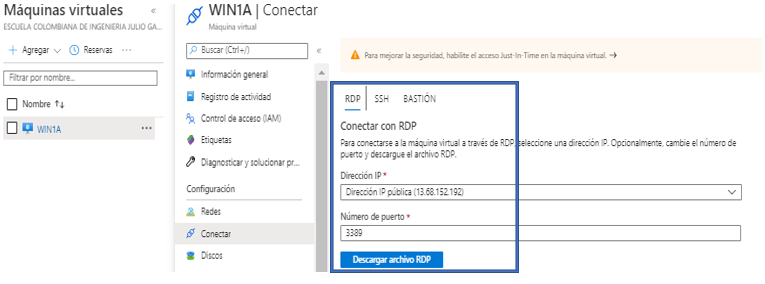 Máquinas virtuales «
ESCUELA COLOMBIANA DE INGENIERIA JULIO GA...
Agregar Reservas ...
Filtrar por nombre...
Nombre ↑↓
WIN1A ...
WIN1A | Conectar
Máquina virtual
Buscar (Ctrl+/) «
Información general
Registro de actividad
Control de acceso (IAM)
Etiquetas
Diagnosticar y solucionar pr...
Configuración
Redes
Conectar
Discos
Para mejorar la seguridad, habilite el acceso Just-In-Time en la máquina virtual. →
RDP SSH BASTIÓN
Conectar con RDP
Para conectarse a la máquina virtual a través de RDP, seleccione una dirección IP. Opcionalmente, cambie el número de
puerto y descargue el archivo RDP.
Dirección IP *
Dirección IP pública (13.68.152.192)
Número de puerto *
3389
Descargar archivo RDP